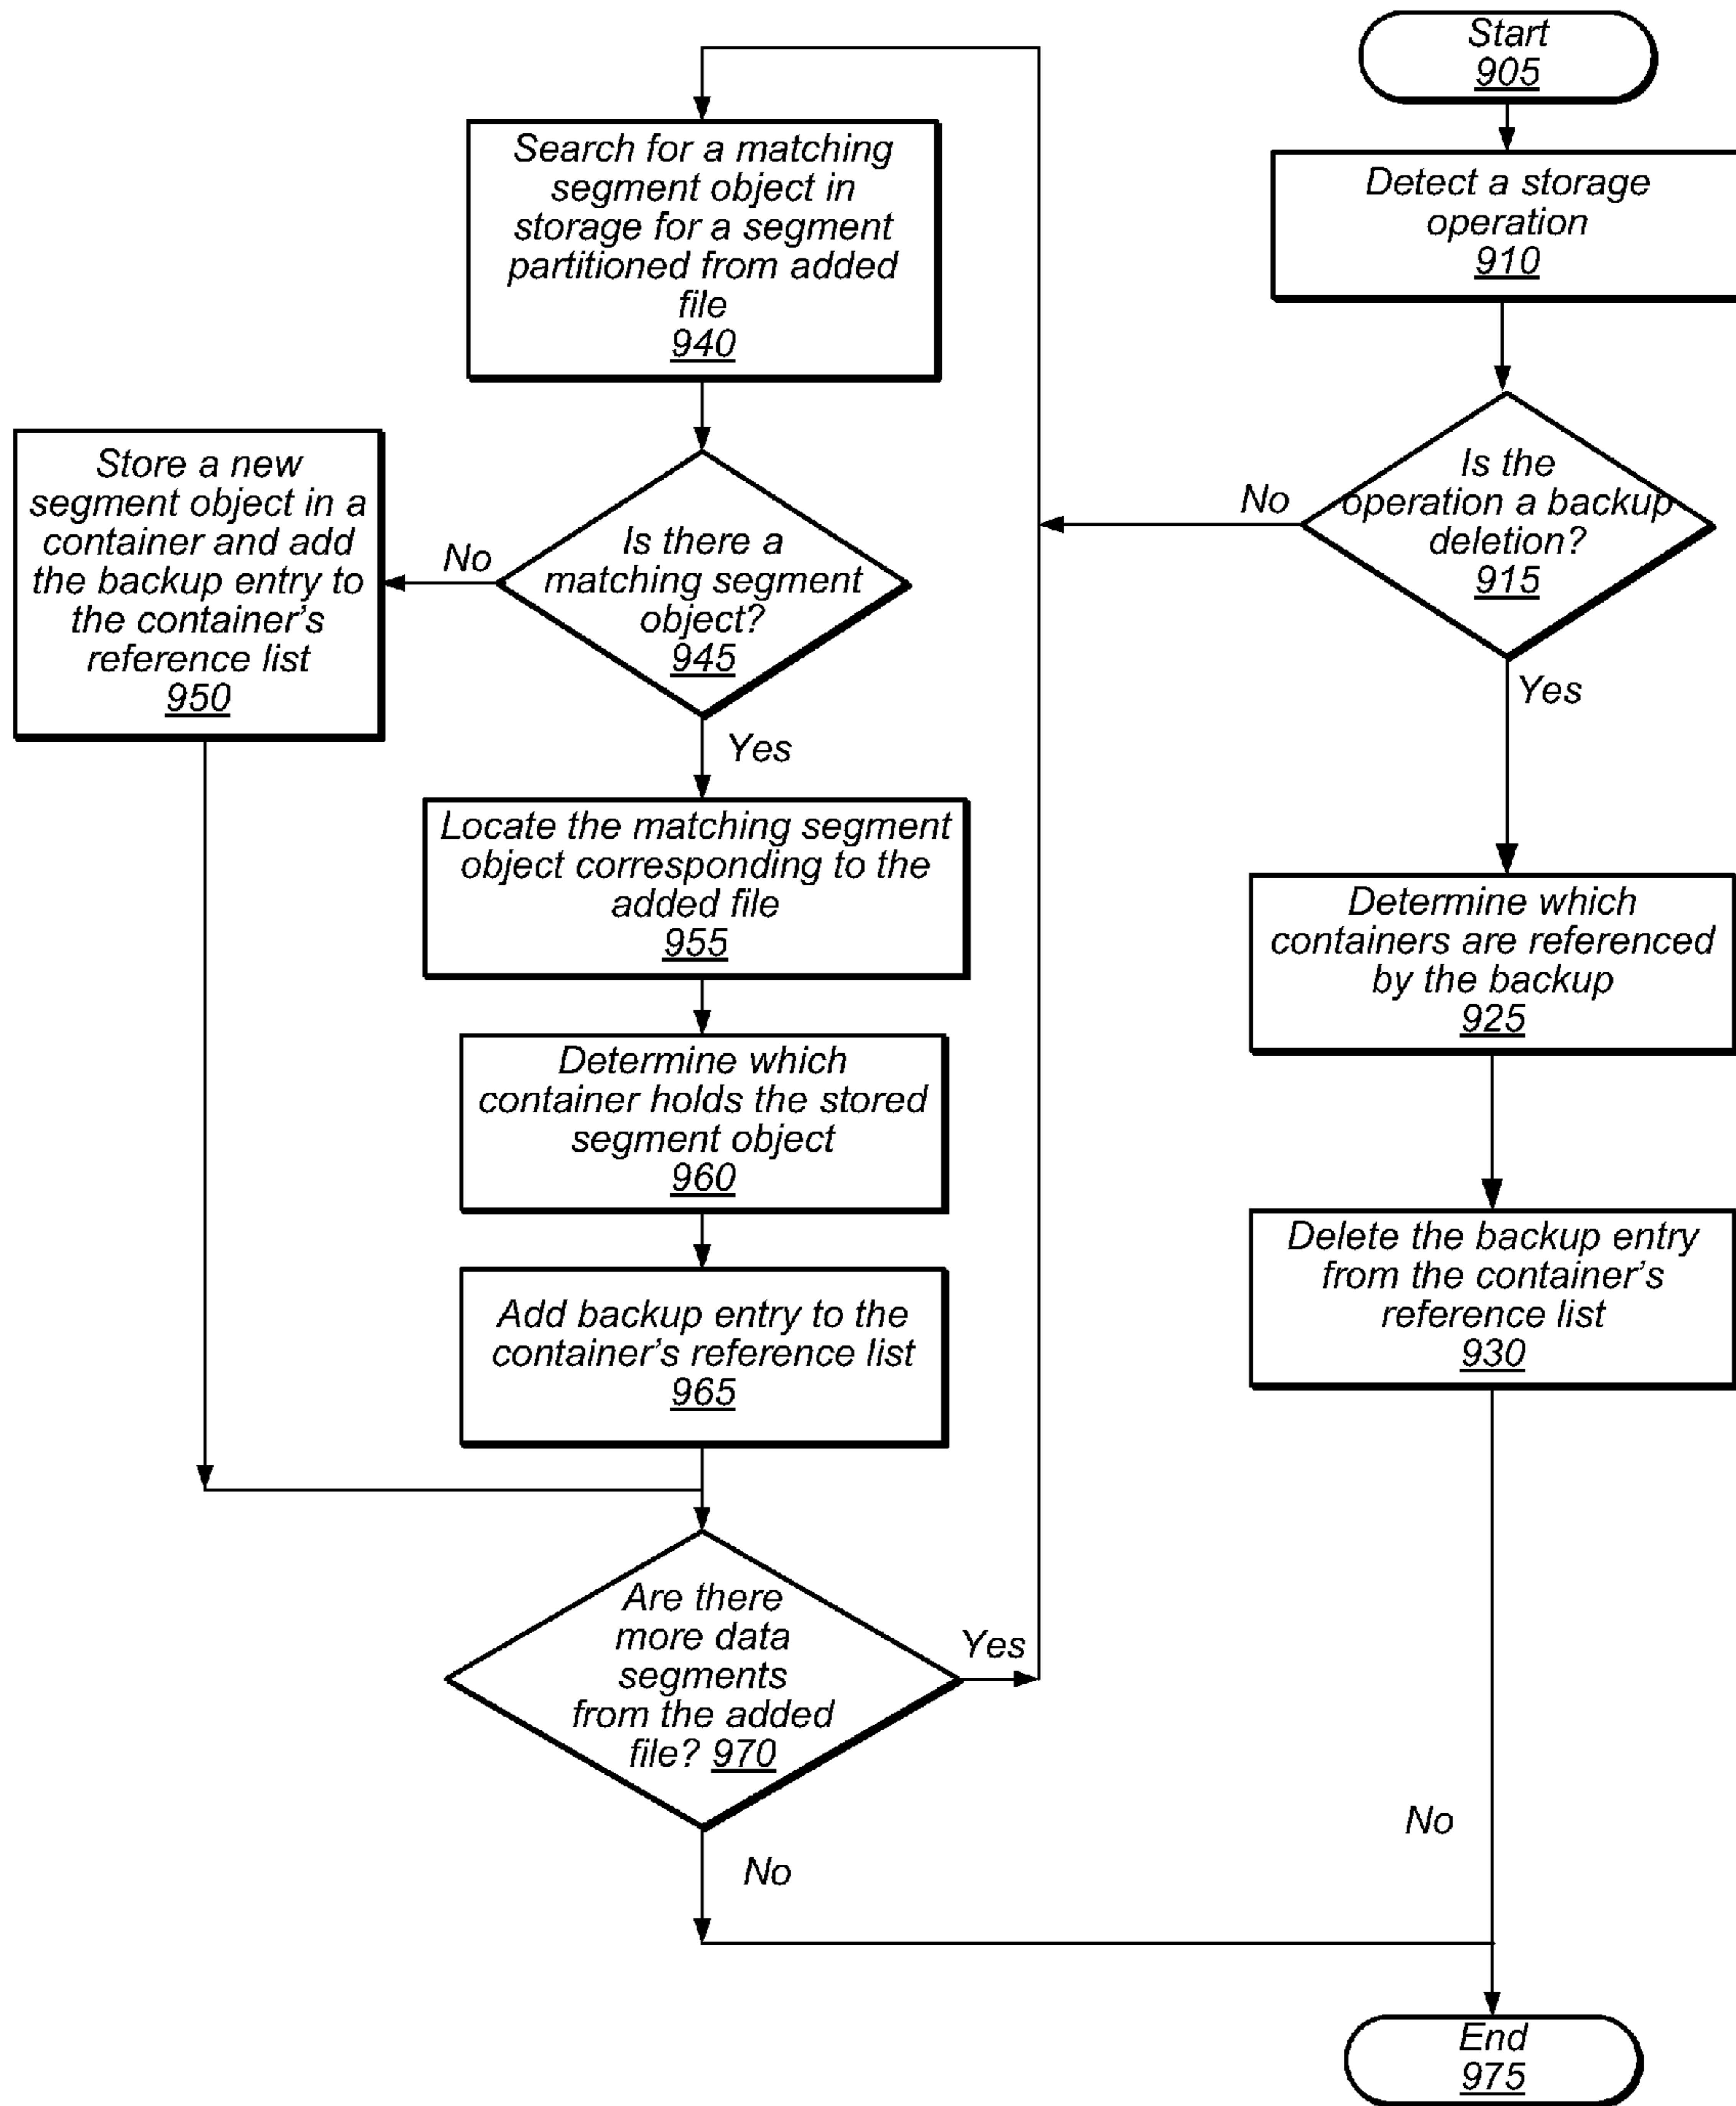 Start
905
Detect a storage
operation
910
Is the
operation a backup
deletion?
915
No
Yes
Determine which
containers are referenced
by the backup
925
Delete the backup entry
from the container's
reference list
930
No
Search for a matching
segment object in
storage for a segment
partitioned from added
file
940
Is there a
matching segment
object?
945
No
Yes
Store a new
segment object in a
container and add
the backup entry to
the container's
reference list
950
Locate the matching segment
object corresponding to the
added file
955
Determine which
container holds the stored
segment object
960
Add backup entry to the
container's reference list
965
Are there
more data
segments
from the added
file? 970
Yes
No
End
975